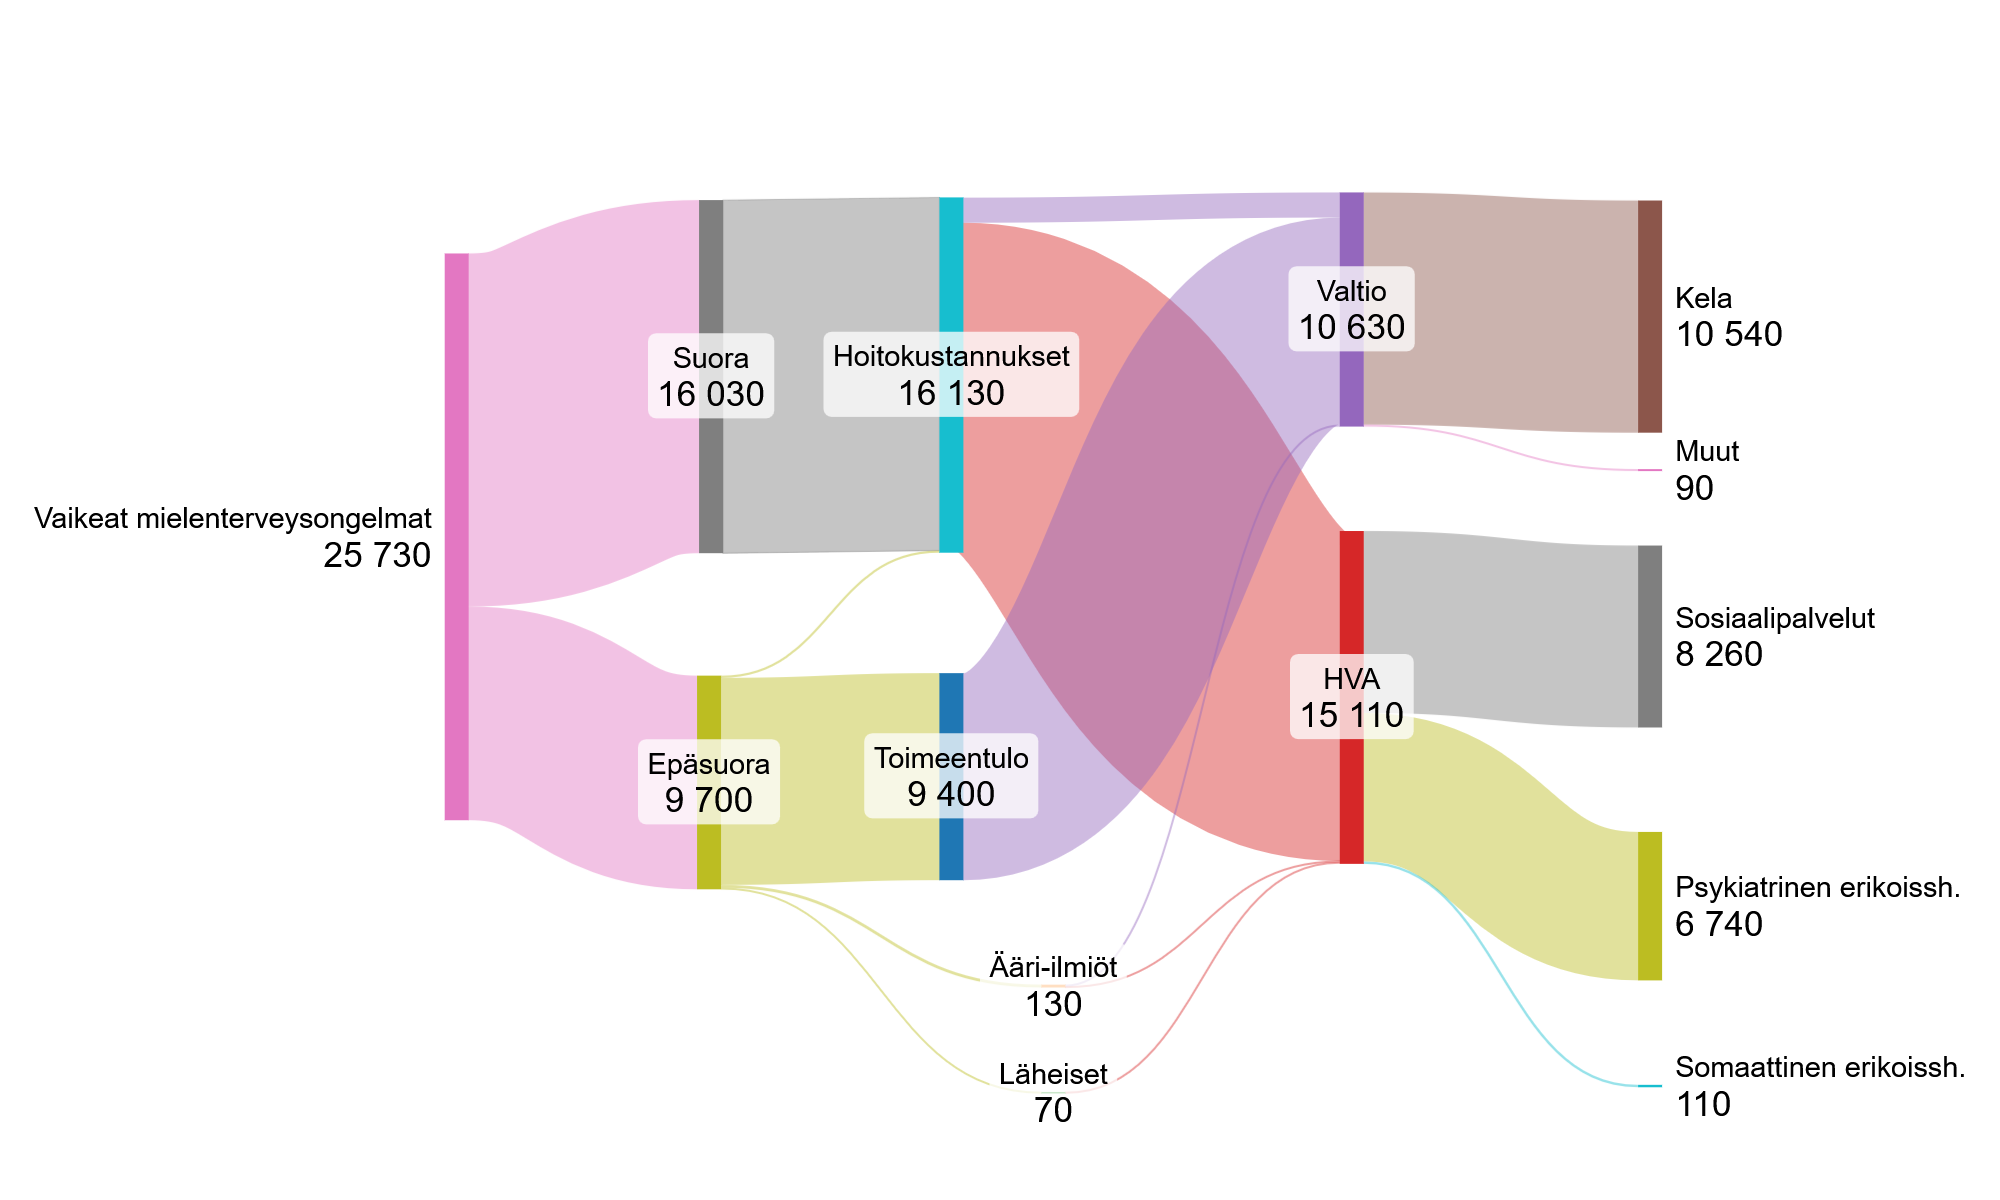 Vaikeat mielenterveysongelmat
25 730
Suora
16 030
Epäsuora
9 700
Hoitokustannukset
16 130
Toimeentulo
9 400
Ääri-ilmiöt
130
Läheiset
70
Valtio
10 630
HVA
15 110
Kela
10 540
Muut
90
Sosiaalipalvelut
8 260
Psykiatrinen erikoissh.
6 740
Somaattinen erikoissh.
110